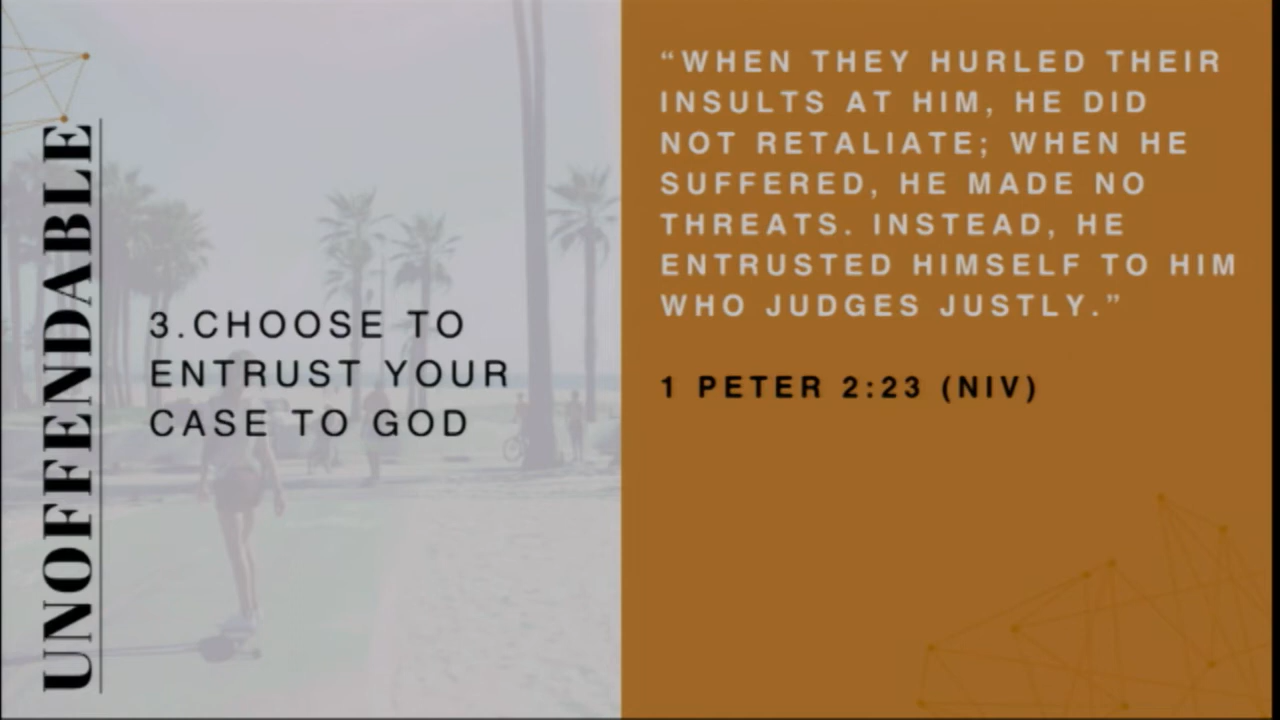 UNOFFENDABLE
3.CHOOSE TO
ENTRUST YOUR
CASE TO GOD
“WHEN THEY HURLED THEIR
INSULTS AT HIM, HE DID
NOT RETALIATE; WHEN HE
SUFFERED, HE MADE NO
THREATS. INSTEAD, HE
ENTRUSTED HIMSELF TO HIM
WHO JUDGES JUSTLY.”
1 PETER 2:23 (NIV)